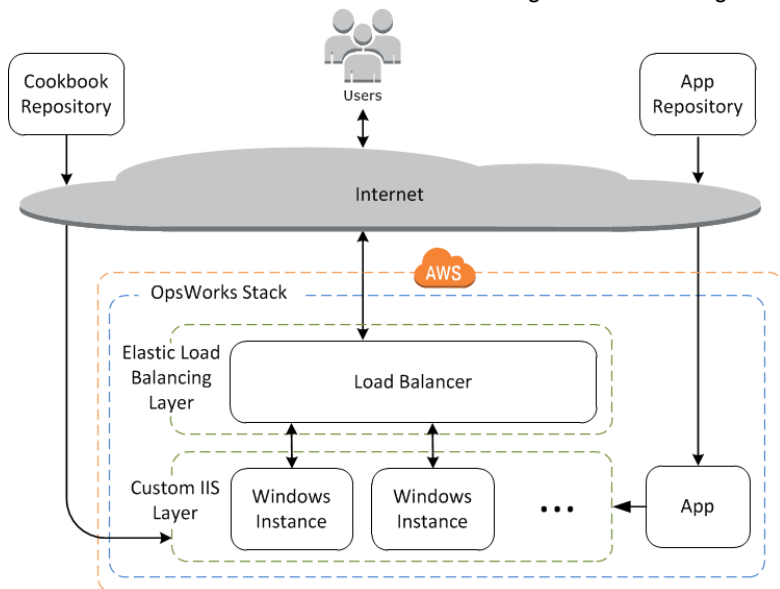 Users
Cookbook
Repository
App
Repository
Internet
AWS
OpsWorks Stack
Elastic Load
Balancing
Layer
Load Balancer
Custom IIS
Layer
Windows
Instance
Windows
Instance
...
App